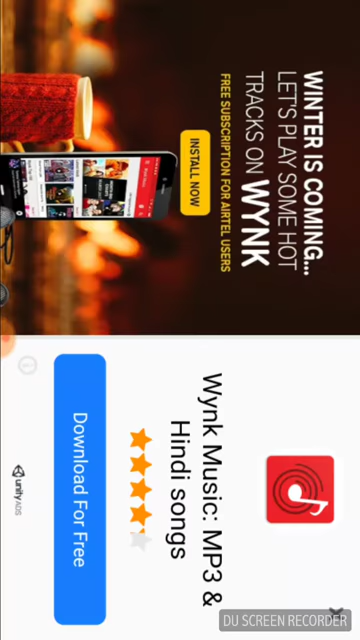 WINTER IS COMING...
LET'S PLAY SOME HOT
TRACKS ON WYNK
FREE SUBSCRIPTION FOR AIRTEL USERS
INSTALL NOW
Wynk Music: MP3 &
Hindi songs
Download For Free
unity ADS
DU SCREEN RECORDER